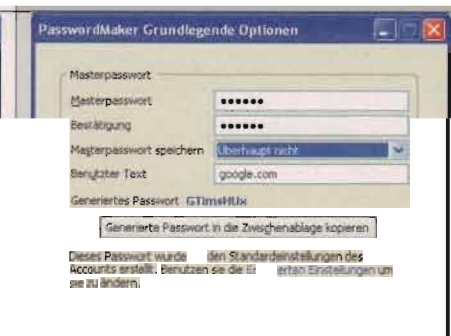 PasswordMaker Grundlegende Optionen
Masterpasswort
Masterpasswort ••••••
Bestätigung ••••••
Masterpasswort speichern Überhaupt nicht
Benutzter Text google.com
Generiertes Passwort
Generierte Passwort in die Zwischenablage kopieren
Dieses Passwort wurde den Standardeinstellungen des
Accounts erstellt. Benutzen sie die Einstellungen um
sie zu ändern.